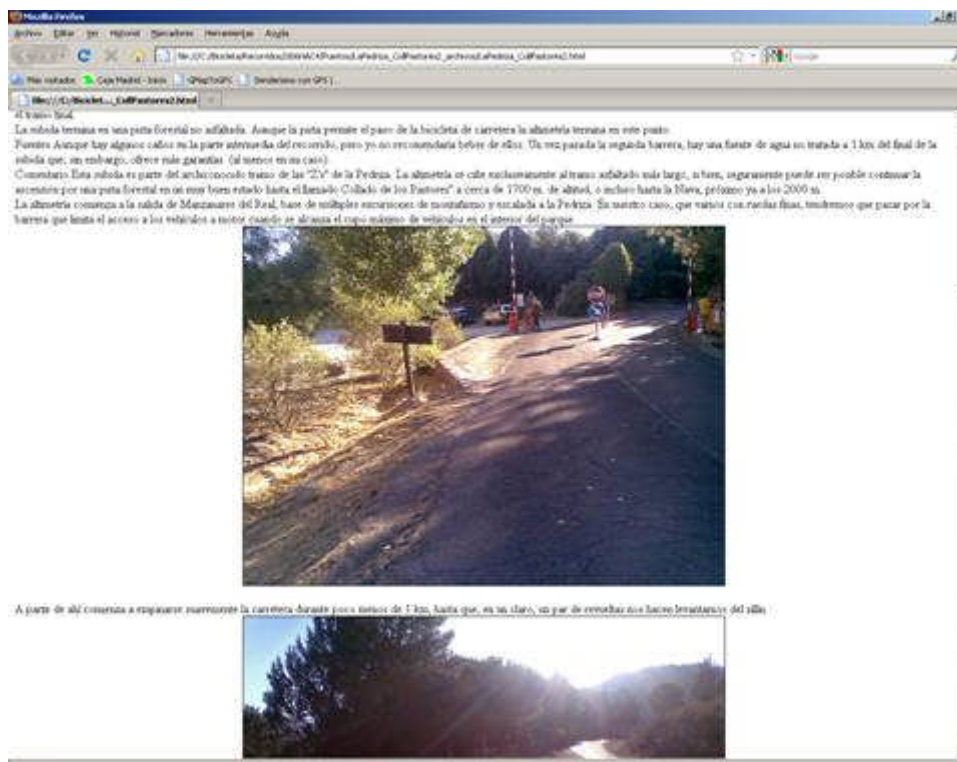 Mozilla Firefox
Archivo Editar Ver Historial Marcadores Herramientas Ayuda
Google
Más visitados Caja Madrid - Inicio GMapToGPX Senderismo con GPS |...
el tramo final.
La subida termina en una pista forestal no asfaltada. Aunque la pista permite el paso de la bicicleta de carretera la altimetría termina en este punto.
Fuentes Aunque hay algunos caños en la parte intermedia del recorrido, pero yo no recomendaría beber de ellos. Un vez pasada la segunda barrera, hay una fuente de agua no tratada a 1 km del final de la
subida que, sin embargo, ofrece más garantías (al menos en mi caso).
Comentario Esta subida es parte del archiconocido tramo de las "Z's" de la Pedriza. La altimetría se ciñe exclusivamente al tramo asfaltado más largo, si bien, seguramente puede ser posible continuar la
ascensión por una pista forestal en un muy buen estado hasta el llamado Collado de los Pastores" a cerca de 1700 m. de altitud, o incluso hasta la Nava, próximo ya a los 2000 m.
La altimetría comienza a la salida de Manzanares del Real, base de múltiples excursiones de montañismo y escalada a la Pedriza. En nuestro caso, que vamos con ruedas finas, tendremos que pasar por la
barrera que limita el acceso a los vehículos a motor cuando se alcanza el cupo máximo de vehículos en el interior del parque.
A partir de ahí comienza a empinarse suavemente la carretera durante poco menos de 1 km, hasta que, en un claro, un par de revueltas nos hacen levantarnos del sillín